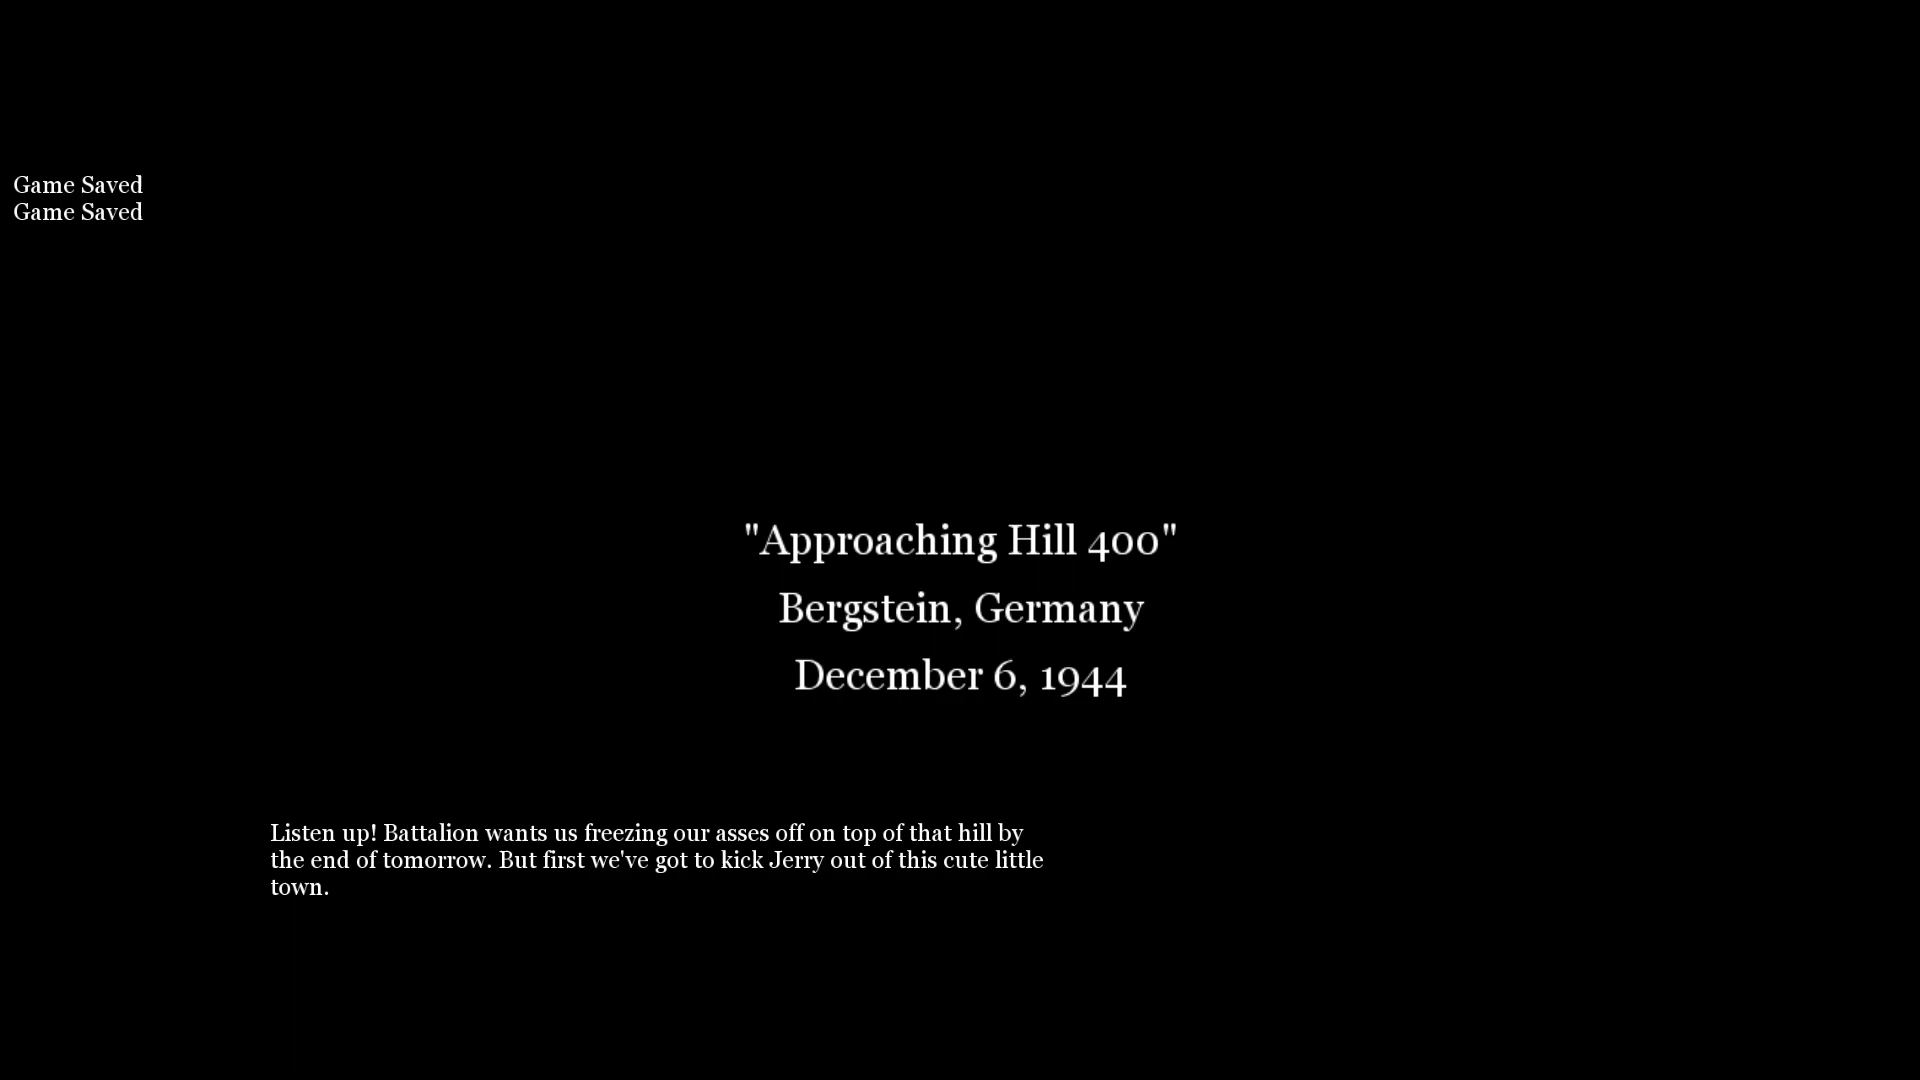 Game Saved
Game Saved
"Approaching Hill 400"
Bergstein, Germany
December 6, 1944
Listen up! Battalion wants us freezing our asses off on top of that hill by
the end of tomorrow. But first we've got to kick Jerry out of this cute little
town.